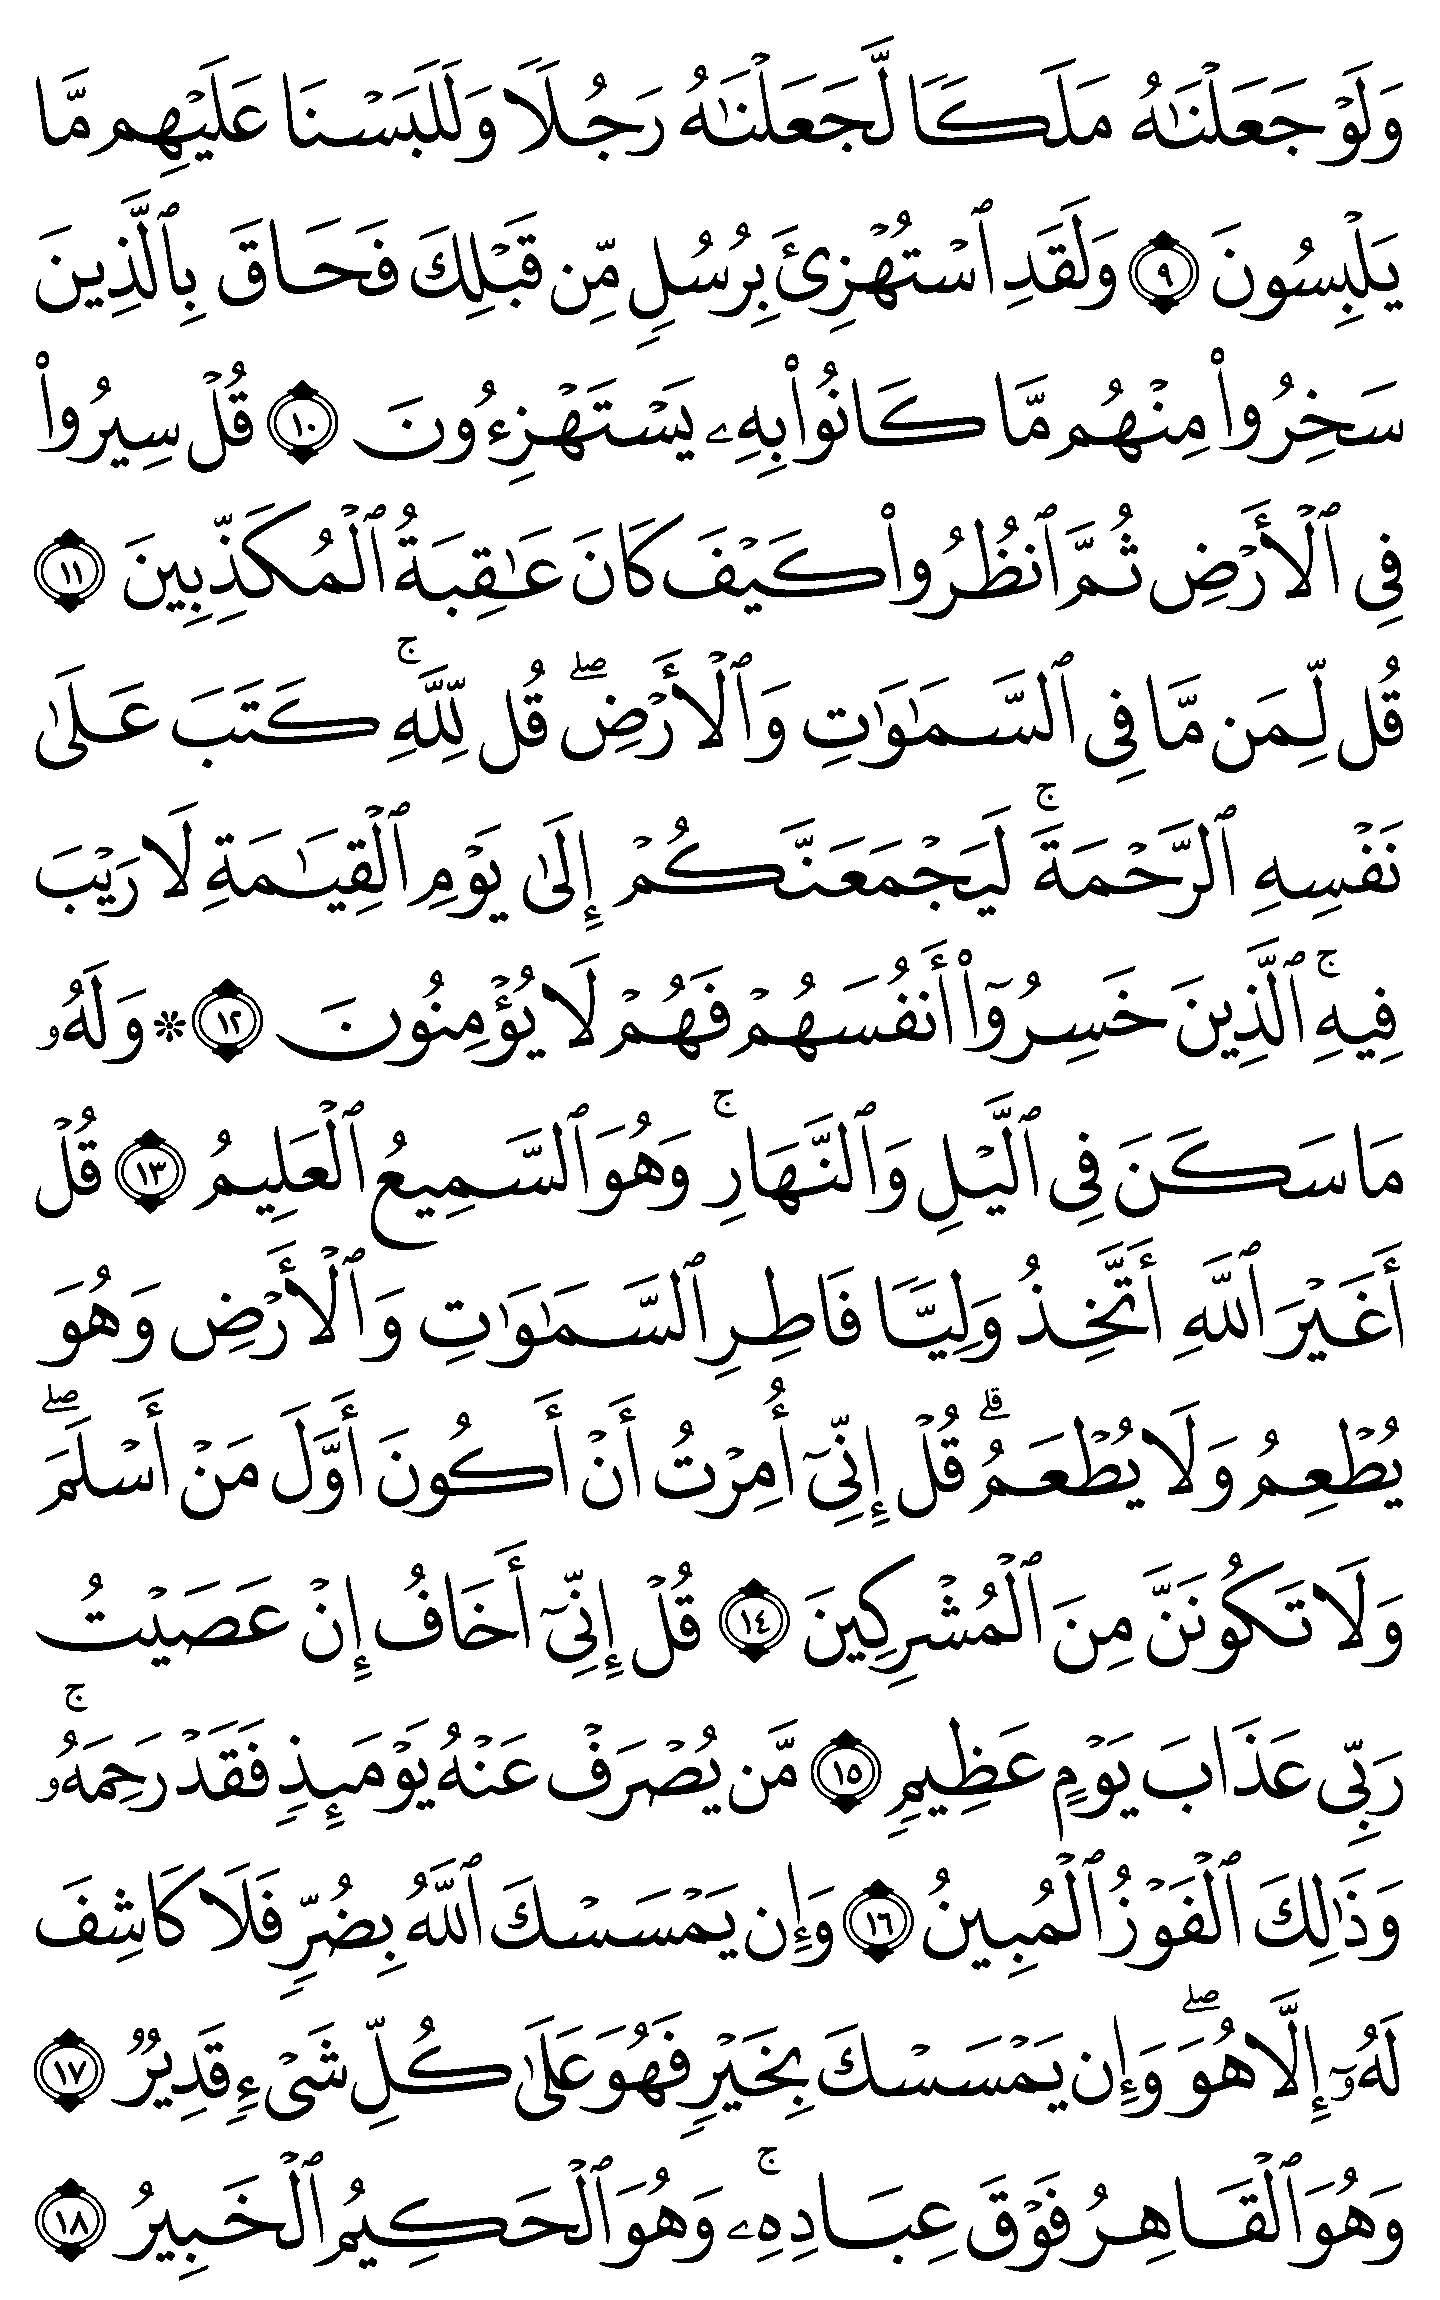 وَلَوۡ جَعَلۡنَٰهُ مَلَكٗا لَّجَعَلۡنَٰهُ رَجُلٗا وَلَلَبَسۡنَا عَلَيۡهِم مَّا
يَلۡبِسُونَ ٩ وَلَقَدِ ٱسۡتُهۡزِئَ بِرُسُلٖ مِّن قَبۡلِكَ فَحَاقَ بِٱلَّذِينَ
سَخِرُواْ مِنۡهُم مَّا كَانُواْ بِهِۦ يَسۡتَهۡزِءُونَ ١٠ قُلۡ سِيرُواْ
فِي ٱلۡأَرۡضِ ثُمَّ ٱنظُرُواْ كَيۡفَ كَانَ عَٰقِبَةُ ٱلۡمُكَذِّبِينَ ١١
قُل لِّمَن مَّا فِي ٱلسَّمَٰوَٰتِ وَٱلۡأَرۡضِۖ قُل لِّلَّهِۚ كَتَبَ عَلَىٰ
نَفۡسِهِ ٱلرَّحۡمَةَۚ لَيَجۡمَعَنَّكُمۡ إِلَىٰ يَوۡمِ ٱلۡقِيَٰمَةِ لَا رَيۡبَ
فِيهِۚ ٱلَّذِينَ خَسِرُوٓاْ أَنفُسَهُمۡ فَهُمۡ لَا يُؤۡمِنُونَ ١٢ ۞ وَلَهُۥ
مَا سَكَنَ فِي ٱلَّيۡلِ وَٱلنَّهَارِۚ وَهُوَ ٱلسَّمِيعُ ٱلۡعَلِيمُ ١٣ قُلۡ
أَغَيۡرَ ٱللَّهِ أَتَّخِذُ وَلِيّٗا فَاطِرِ ٱلسَّمَٰوَٰتِ وَٱلۡأَرۡضِ وَهُوَ
يُطۡعِمُ وَلَا يُطۡعَمُۗ قُلۡ إِنِّيٓ أُمِرۡتُ أَنۡ أَكُونَ أَوَّلَ مَنۡ أَسۡلَمَۖ
وَلَا تَكُونَنَّ مِنَ ٱلۡمُشۡرِكِينَ ١٤ قُلۡ إِنِّيٓ أَخَافُ إِنۡ عَصَيۡتُ
رَبِّي عَذَابَ يَوۡمٍ عَظِيمٖ ١٥ مَّن يُصۡرَفۡ عَنۡهُ يَوۡمَئِذٖ فَقَدۡ رَحِمَهُۥۚ
وَذَٰلِكَ ٱلۡفَوۡزُ ٱلۡمُبِينُ ١٦ وَإِن يَمۡسَسۡكَ ٱللَّهُ بِضُرّٖ فَلَا كَاشِفَ
لَهُۥٓ إِلَّا هُوَۖ وَإِن يَمۡسَسۡكَ بِخَيۡرٖ فَهُوَ عَلَىٰ كُلِّ شَيۡءٖ قَدِيرٞ ١٧
وَهُوَ ٱلۡقَاهِرُ فَوۡقَ عِبَادِهِۦۚ وَهُوَ ٱلۡحَكِيمُ ٱلۡخَبِيرُ ١٨